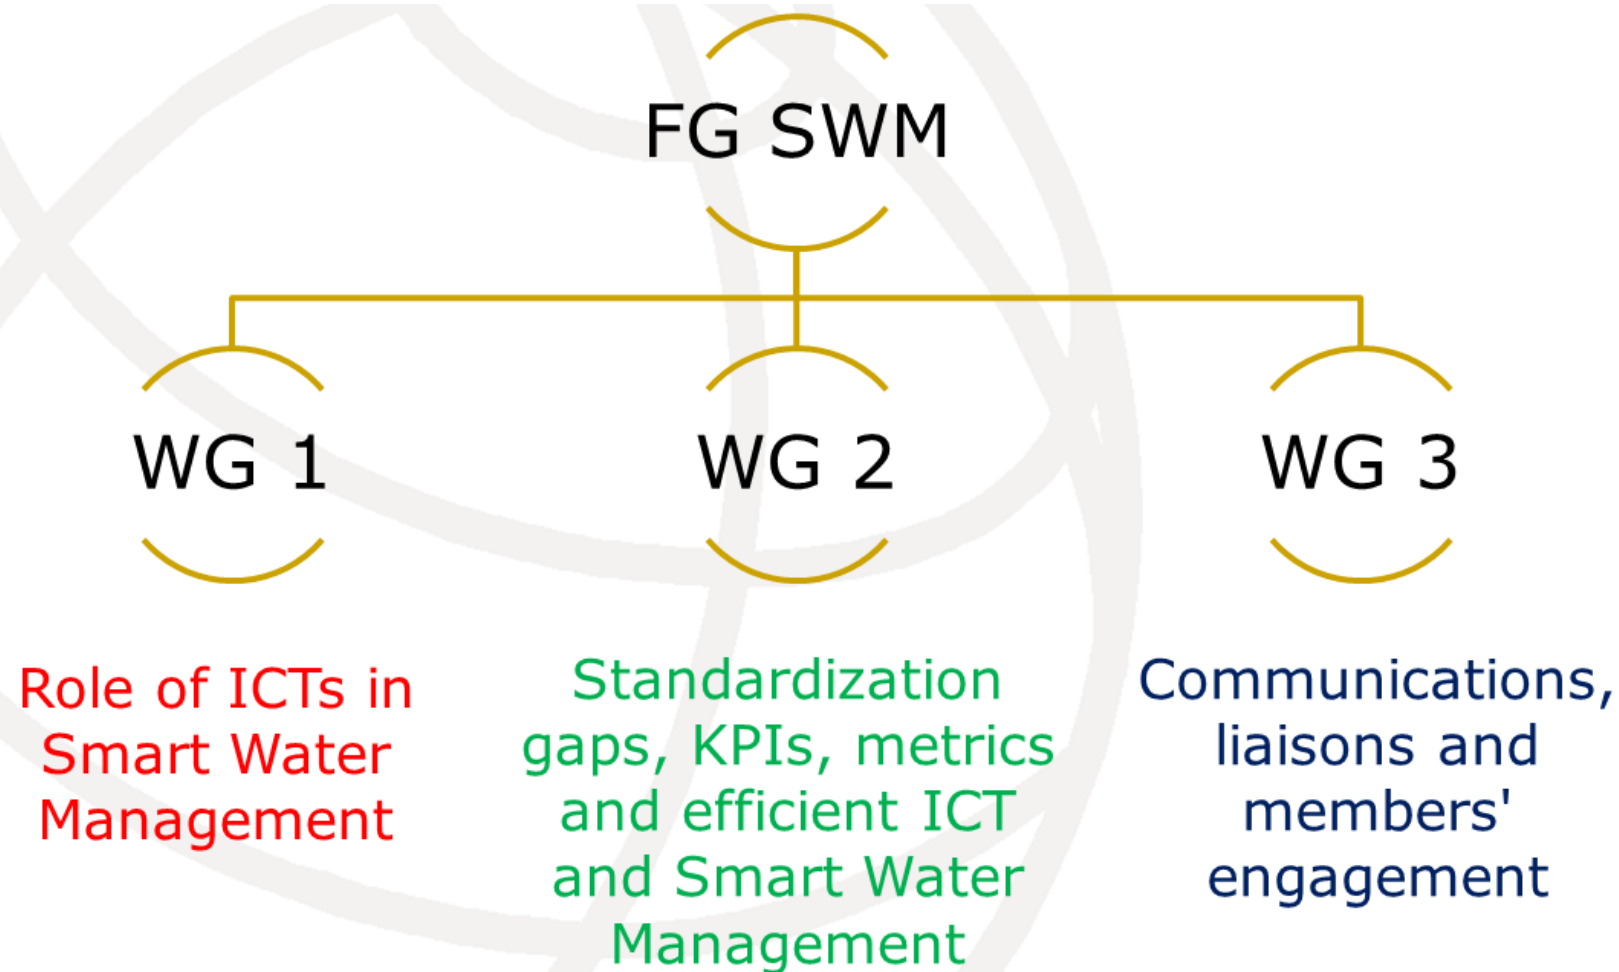 FG SWM
WG 1
WG 2
WG 3
Role of ICTs in
Smart Water
Management
Standardization
gaps, KPIs, metrics
and efficient ICT
and Smart Water
Management
Communications,
liaisons and
members'
engagement